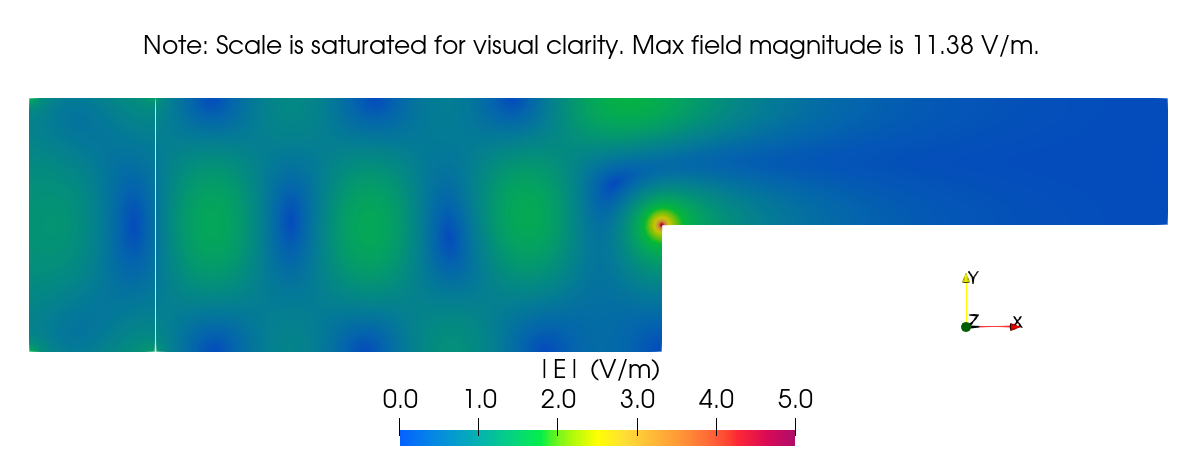 Note: Scale is saturated for visual clarity. Max field magnitude is 11.38 V/m.
Y
Z X
|E| (V/m)
0.0 1.0 2.0 3.0 4.0 5.0